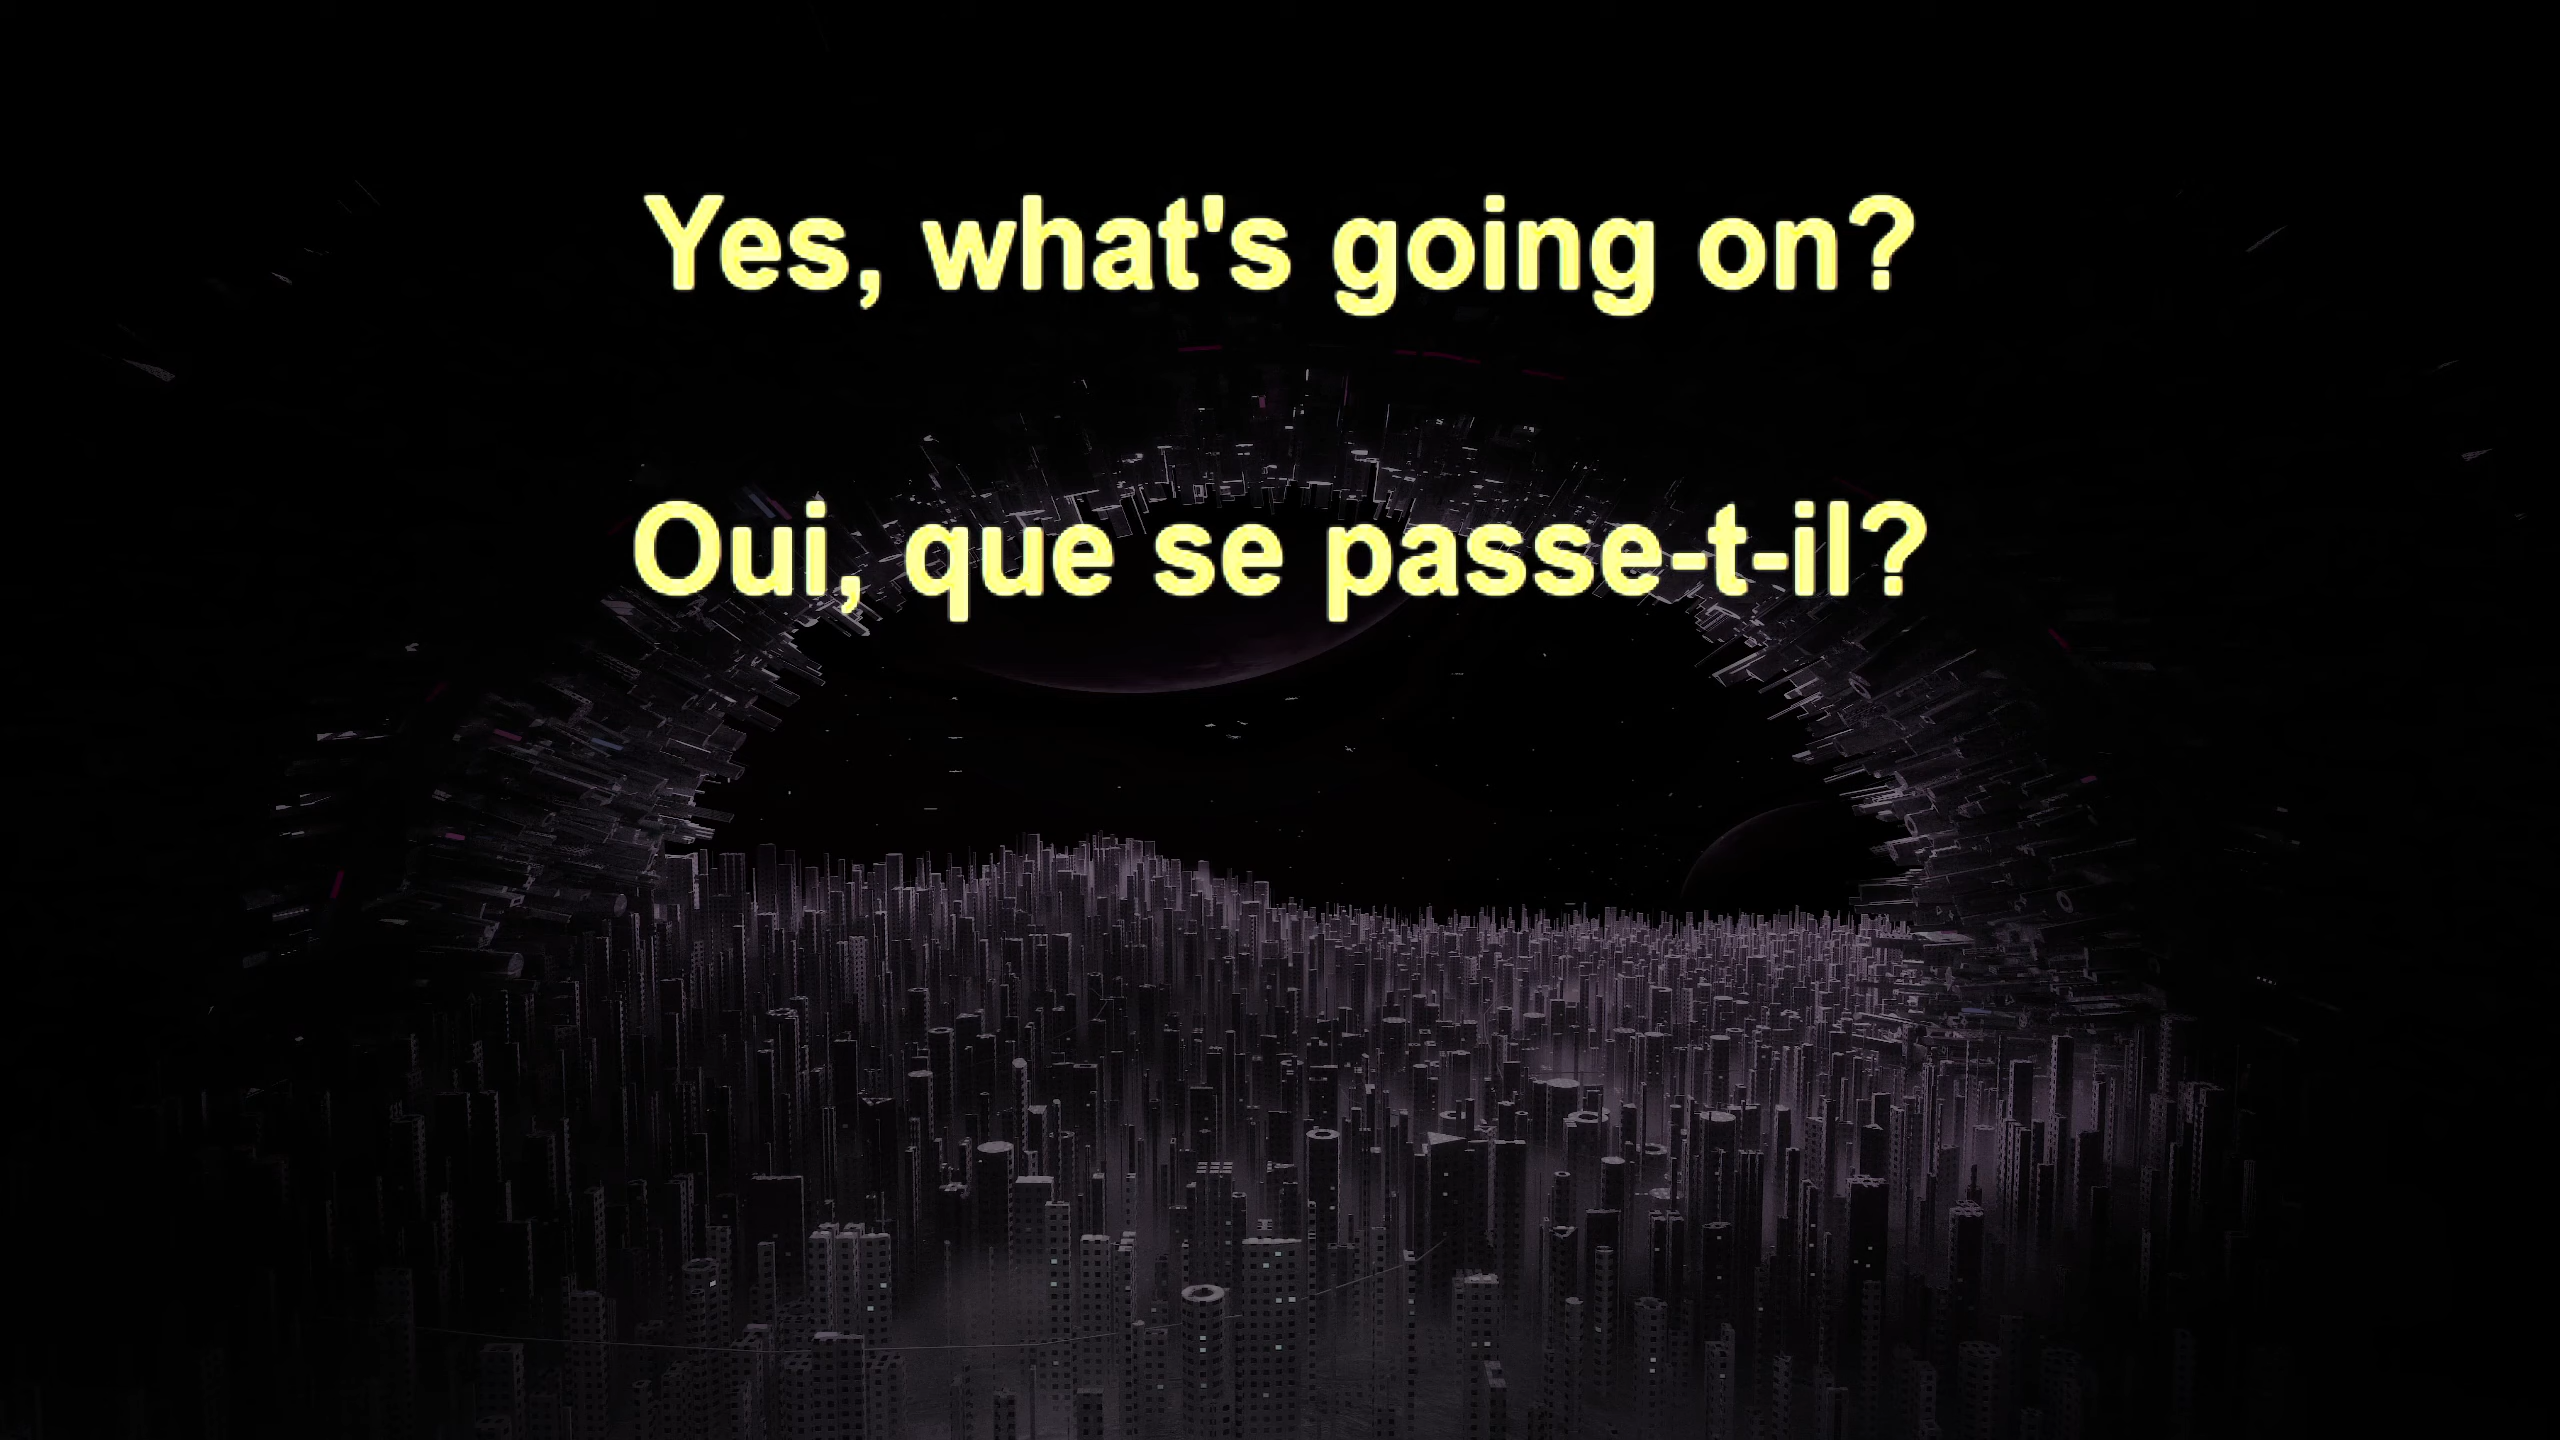 Yes, what's going on?
Oui, que se passe-t-il?